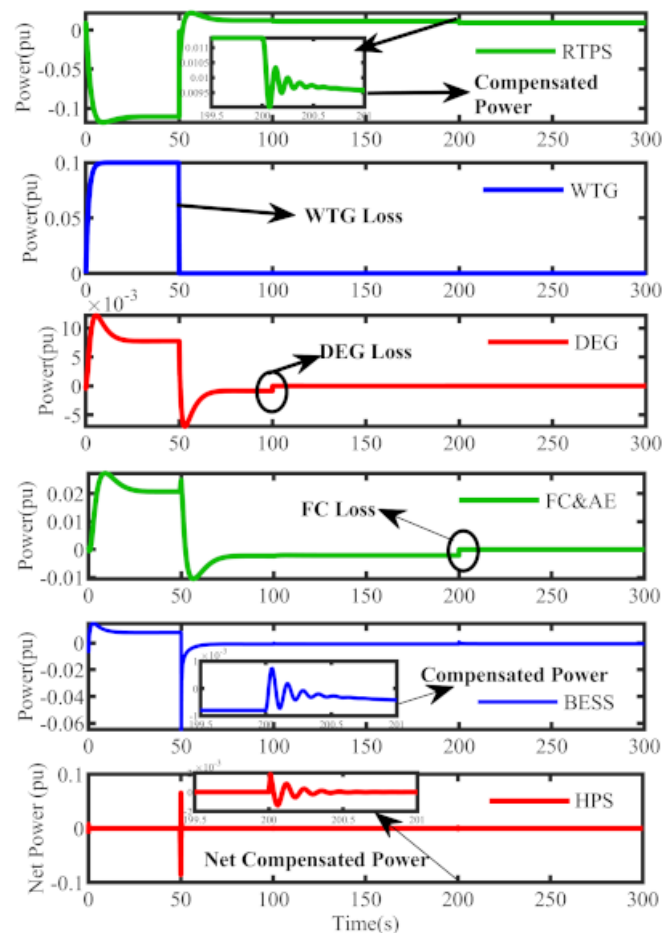 0
-0.05
-0.1
Power(pu)
0.0113
0.0105
0.01
0.0095
199.5 200 200.5 201
RTPS
Compensated
Power
0 50 100 150 200 250 300
0.1
0.05
0
Power(pu)
WTG
WTG Loss
0 50 100 150 200 250 300
×10⁻³
10
5
0
-5
Power(pu)
DEG
DEG Loss
0 50 100 150 200 250 300
0.02
0.01
0
-0.01
Power(pu)
FC&AE
FC Loss
0 50 100 150 200 250 300
0
-0.02
-0.04
-0.06
Power(pu)
1
0
-1
199.5 200 200.5 201
Compensated Power
BESS
0 50 100 150 200 250 300
0.1
0
-0.1
Net Power (pu)
0
199.5 200 200.5 201
HPS
Net Compensated Power
0 50 100 150 200 250 300
Time(s)